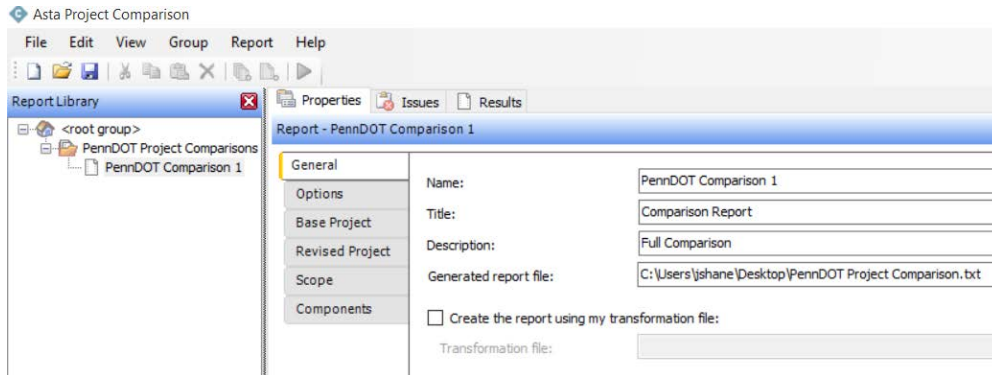 Asta Project Comparison
File Edit View Group Report Help
Report Library
Properties Issues Results
<root group>
PennDOT Project Comparisons
PennDOT Comparison 1
Report - PennDOT Comparison 1
General
Options
Base Project
Revised Project
Scope
Components
Name: PennDOT Comparison 1
Title: Comparison Report
Description: Full Comparison
Generated report file: C:\Users\jshane\Desktop\PennDOT Project Comparison.txt
Create the report using my transformation file:
Transformation file: